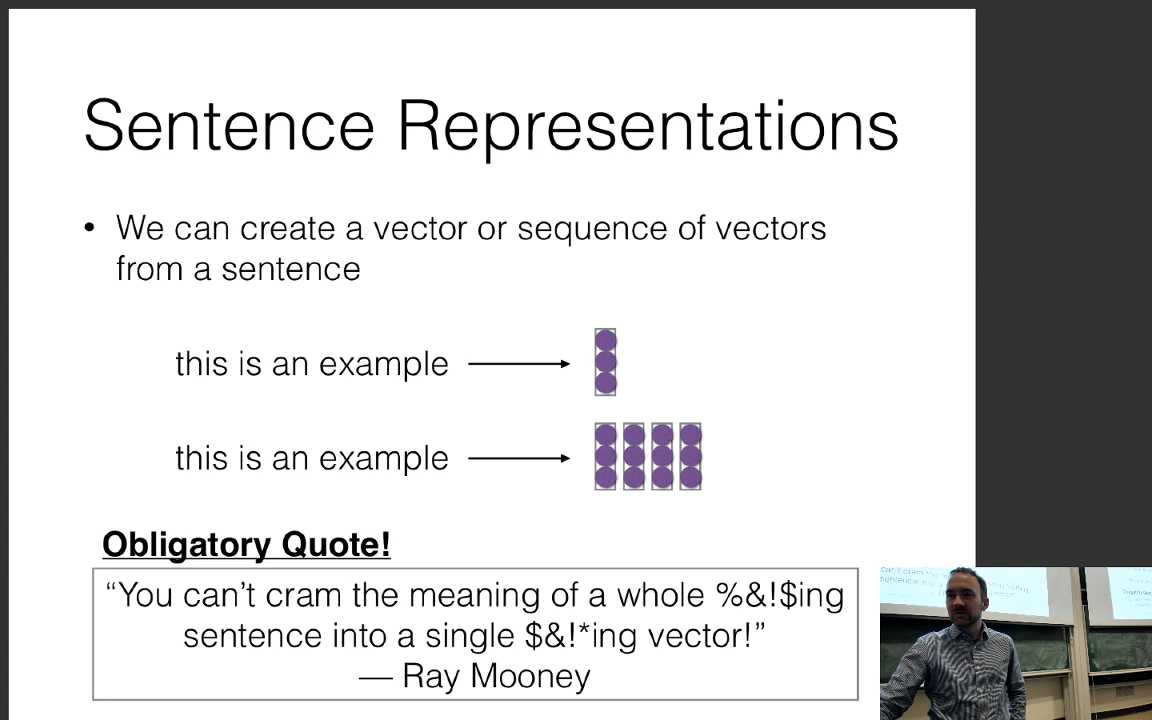 Sentence Representations
• We can create a vector or sequence of vectors
from a sentence
this is an example
this is an example
Obligatory Quote!
“You can’t cram the meaning of a whole %&!$ing
sentence into a single $&!*ing vector!”
— Ray Mooney